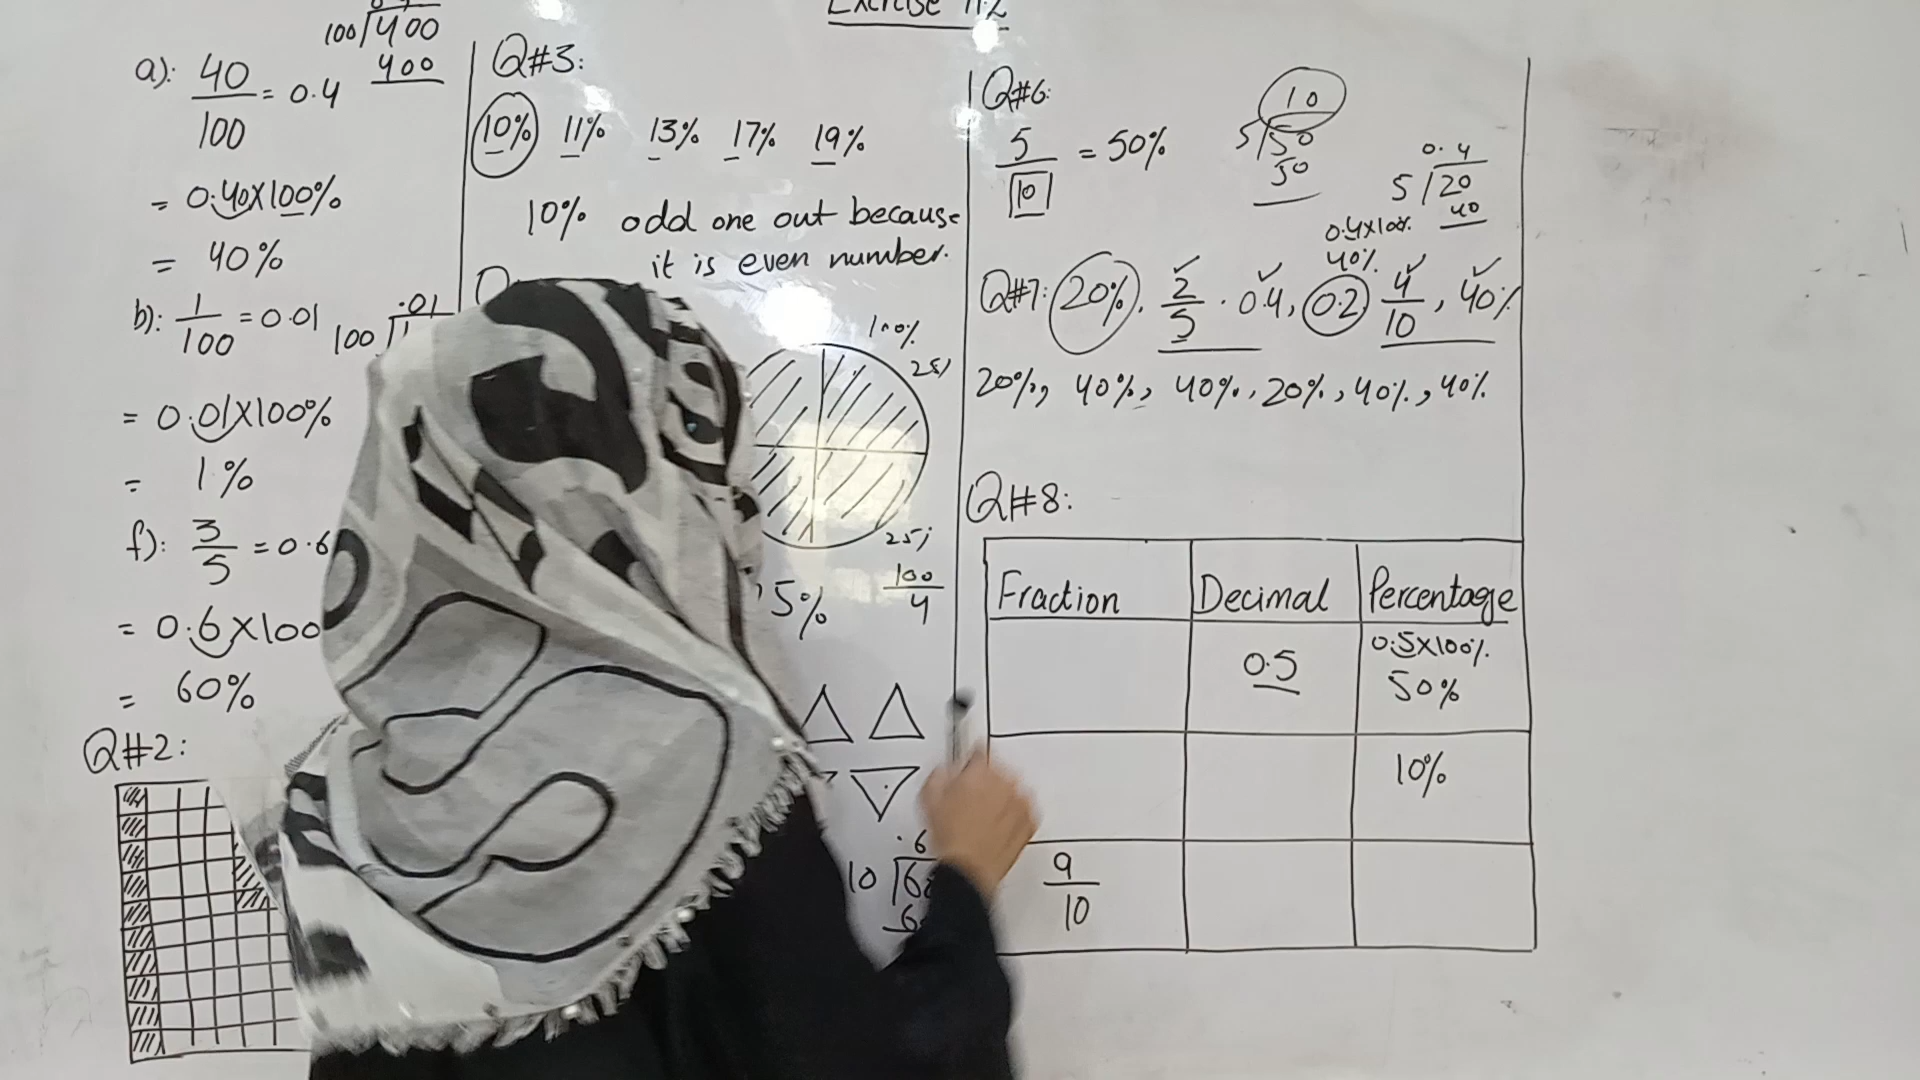 Exercise 11.2
100 400
400
a): 40/100 = 0.4
= 0.40×100%
= 40%
b): 1/100 = 0.01
.01
100
= 0.01×100%
= 1%
f): 3/5 = 0.6
= 0.6×100
= 60%
Q#2:
Q#3:
10% 11% 13% 17% 19%
10% odd one out because
it is even number.
100%
25%
25%
5% 100/4
.6
10
Q#6:
5/10 = 50%
10
5 50
50
0.4
5 20
40
0.4×100%
40%
Q#7: 20%, 2/5, 0.4, 0.2 4/10, 40%
20%, 40%, 40%, 20%, 40%, 40%
Q#8:
Fraction Decimal Percentage
0.5 0.5×100%
50%
10%
9/10